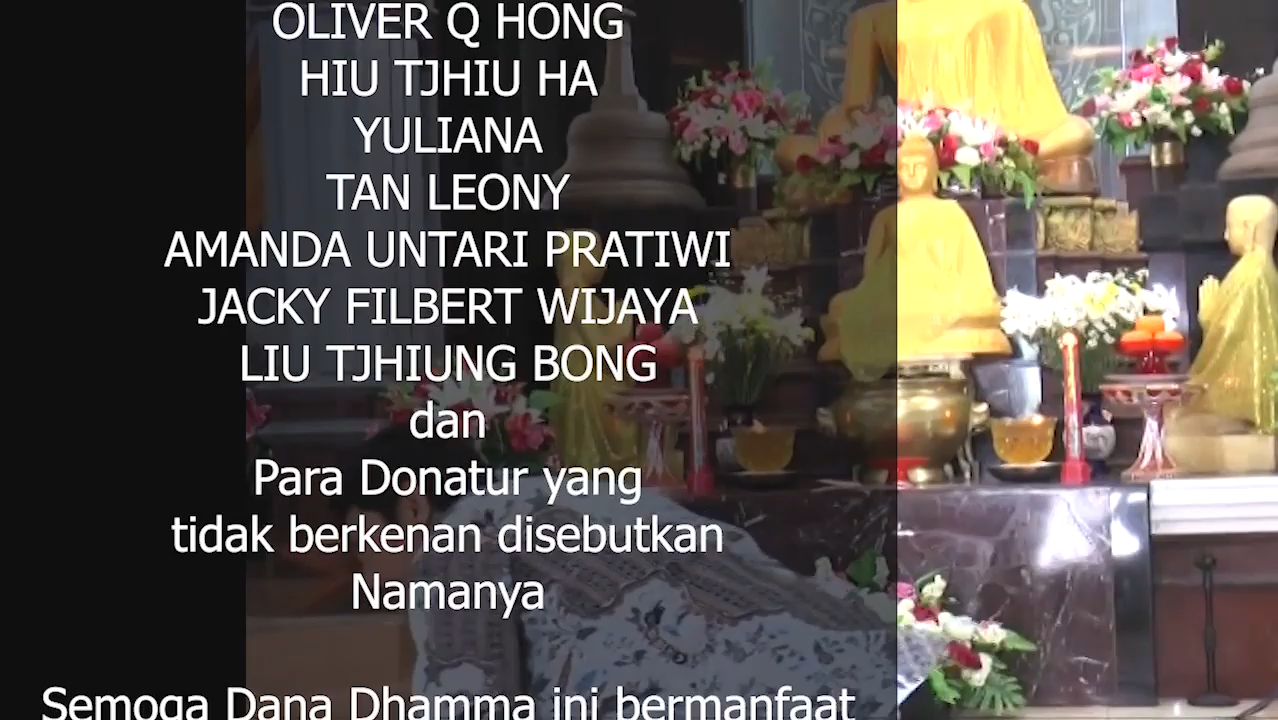 OLIVER Q HONG
HIU TJHIU HA
YULIANA
TAN LEONY
AMANDA UNTARI PRATIWI
JACKY FILBERT WIJAYA
LIU TJHIUNG BONG
dan
Para Donatur yang
tidak berkenan disebutkan
Namanya
Semoga Dana Dhamma ini bermanfaat